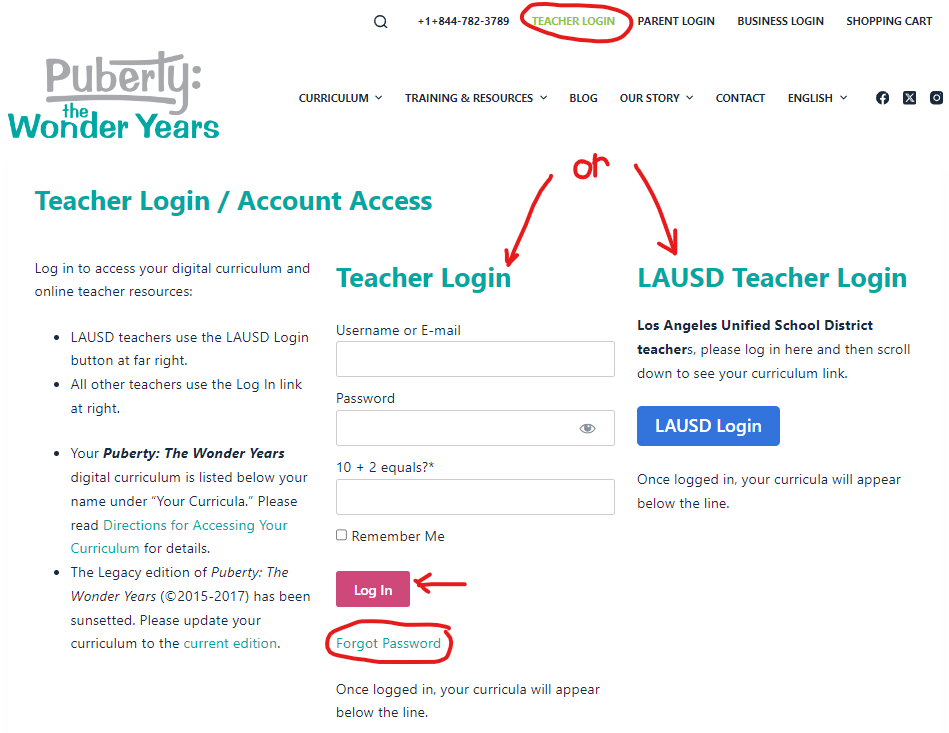 +1+844-782-3789 TEACHER LOGIN PARENT LOGIN BUSINESS LOGIN SHOPPING CART
Puberty:
the
Wonder Years
CURRICULUM TRAINING & RESOURCES BLOG OUR STORY CONTACT ENGLISH
or
Teacher Login / Account Access
Log in to access your digital curriculum and
online teacher resources:
LAUSD teachers use the LAUSD Login
button at far right.
All other teachers use the Log In link
at right.
Your Puberty: The Wonder Years
digital curriculum is listed below your
name under “Your Curricula.” Please
read Directions for Accessing Your
Curriculum for details.
The Legacy edition of Puberty: The
Wonder Years (©2015-2017) has been
sunsetted. Please update your
curriculum to the current edition.
Teacher Login
Username or E-mail
Password
10 + 2 equals?*
Remember Me
Log In
Forgot Password
Once logged in, your curricula will appear
below the line.
LAUSD Teacher Login
Los Angeles Unified School District
teachers, please log in here and then scroll
down to see your curriculum link.
LAUSD Login
Once logged in, your curricula will appear
below the line.